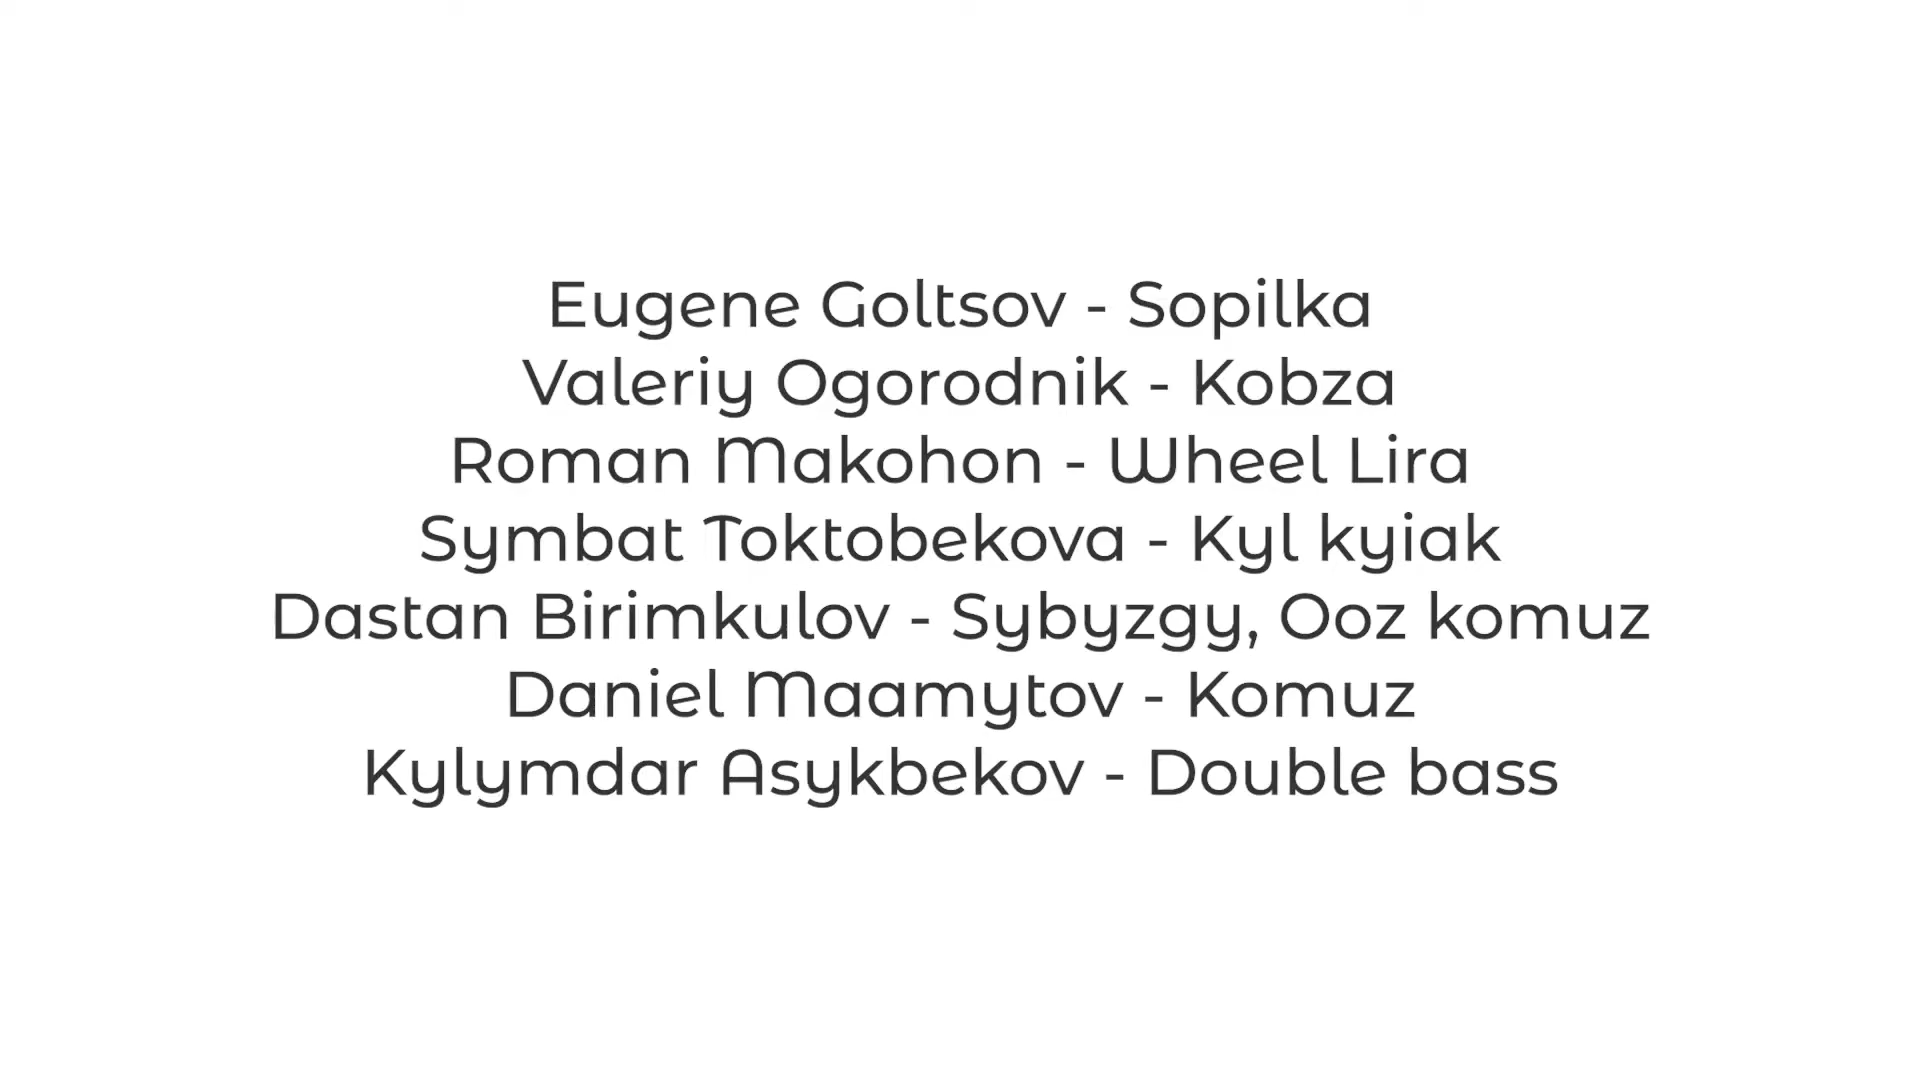 Eugene Goltsov - Sopilka
Valeriy Ogorodnik - Kobza
Roman Makohon - Wheel Lira
Symbat Toktobekova - Kyl kyiak
Dastan Birimkulov - Sybyzgy, Ooz komuz
Daniel Maamytov - Komuz
Kylymdar Asykbekov - Double bass